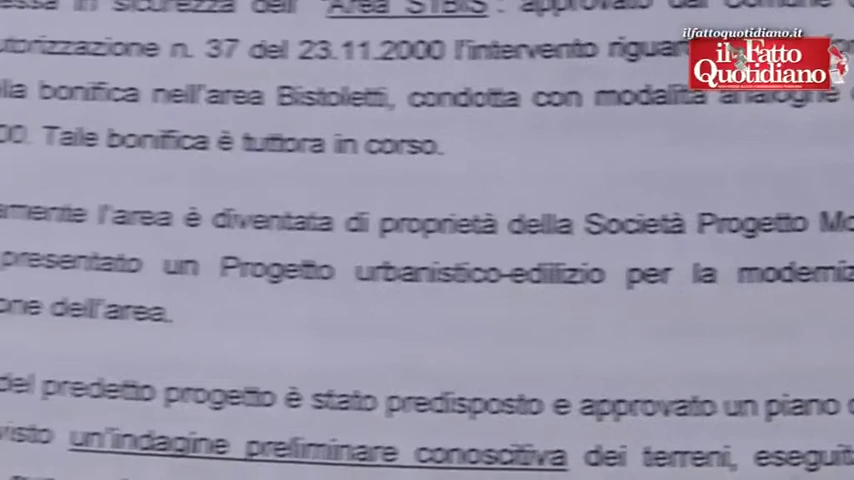 in sicurezza dell' "Area STBIS". approvato dal Comune
ilfattoquotidiano.it
utorizzazione n. 37 del 23.11.2000 l'intervento
il Fatto Quotidiano
lla bonifica nell'area Bistoletti, condotta con modalità analoghe
00. Tale bonifica è tuttora in corso.
amente l'area è diventata di proprietà della Società Progetto Mo
presentato un Progetto urbanistico-edilizio per la moderniz
one dell'area.
del predetto progetto è stato predisposto e approvato un piano
visto un'indagine preliminare conoscitiva dei terreni, eseguit